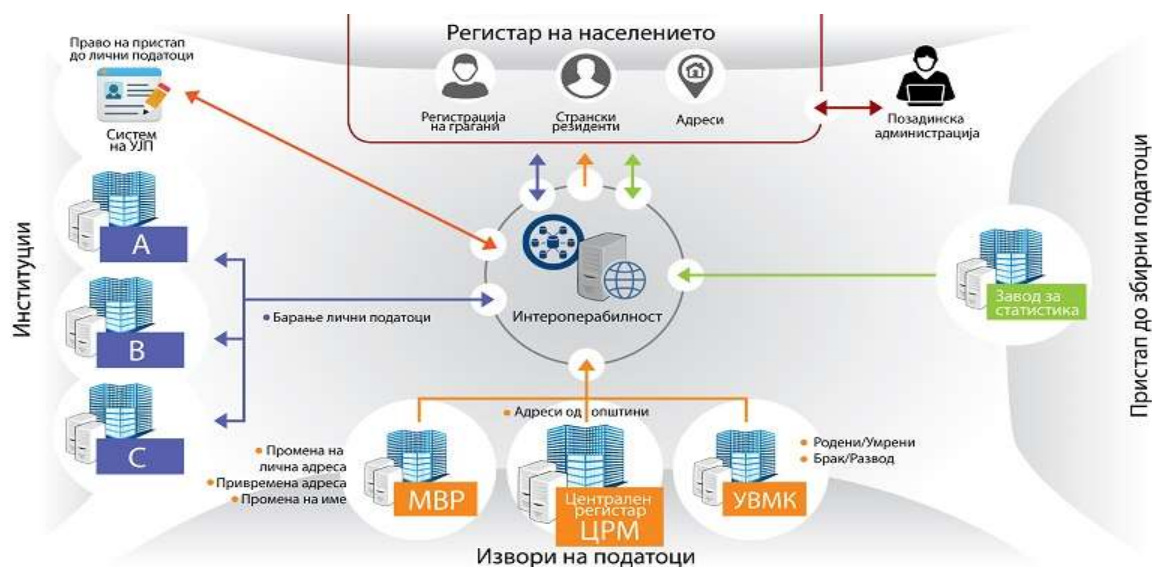 Регистар на населението
Право на пристап
до лични податоци
Систем
на УЈП
Регистрација
на граѓани
Странски
резиденти
Адреси
Позадинска
администрација
Институции
A
B
C
Барање лични податоци
Интероперабилност
Завод за
статистика
Пристап до збирни податоци
Адреси од општини
Промена на
лична адреса
Привремена адреса
Промена на име
МВР
Централен
регистар
ЦРМ
УВМК
Родени/Умрени
Брак/Развод
Извори на податоци